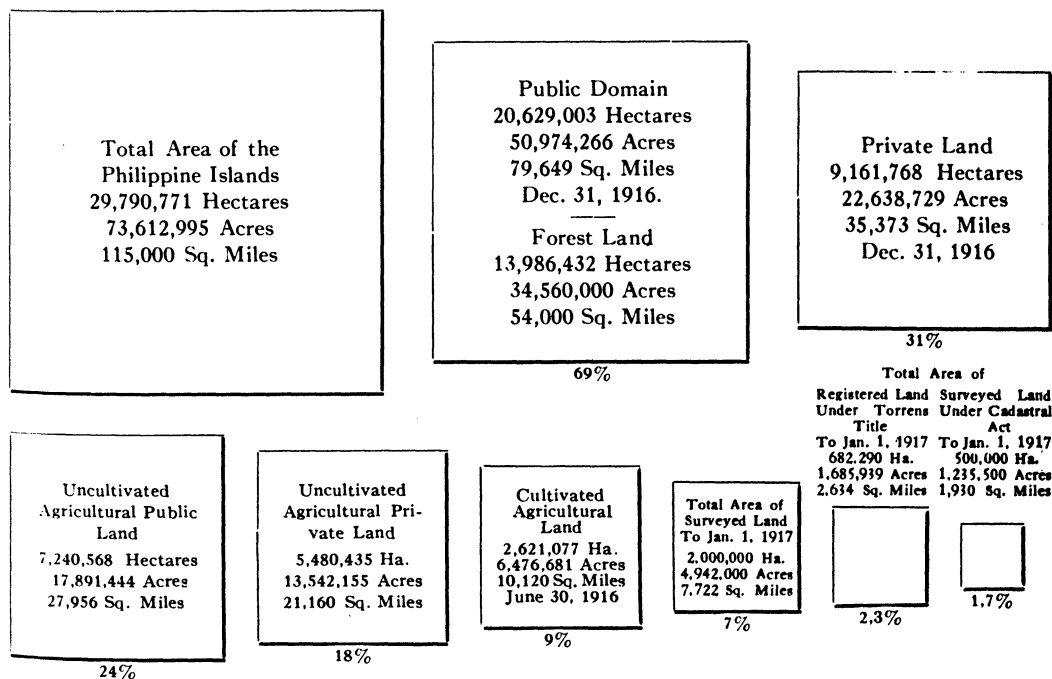 Total Area of the
Philippine Islands
29,790,771 Hectares
73,612,995 Acres
115,000 Sq. Miles
Public Domain
20,629,003 Hectares
50,974,266 Acres
79,649 Sq. Miles
Dec. 31, 1916.
Forest Land
13,986,432 Hectares
34,560,000 Acres
54,000 Sq. Miles
69%
Private Land
9,161,768 Hectares
22,638,729 Acres
35,373 Sq. Miles
Dec. 31, 1916
31%
Uncultivated
Agricultural Public
Land
7,240,568 Hectares
17,891,444 Acres
27,956 Sq. Miles
24%
Uncultivated
Agricultural Pri-
vate Land
5,480,435 Ha.
13,542,155 Acres
21,160 Sq. Miles
18%
Cultivated
Agricultural
Land
2,621,077 Ha.
6,476,681 Acres
10,120 Sq. Miles
June 30, 1916
9%
Total Area of
Surveyed Land
To Jan. 1, 1917
2,000,000 Ha.
4,942,000 Acres
7,722 Sq. Miles
7%
Total Area of
Registered Land
Under Torrens
Title
To Jan. 1, 1917
682.290 Ha.
1,685,939 Acres
2,634 Sq. Miles
2,3%
Surveyed Land
Under Cadastral
Act
To Jan. 1, 1917
500,000 Ha.
1,235,500 Acres
1,930 Sq. Miles
1,7%